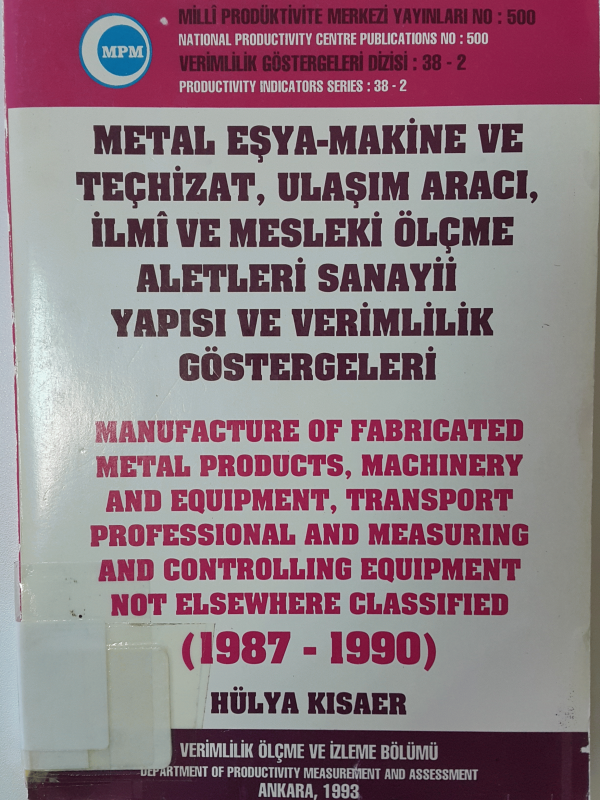 MPM
MİLLÎ PRODÜKTİVİTE MERKEZİ YAYINLARI NO : 500
NATIONAL PRODUCTIVITY CENTRE PUBLICATIONS NO : 500
VERİMLİLİK GÖSTERGELERİ DİZİSİ : 38 - 2
PRODUCTIVITY INDICATORS SERIES : 38 - 2
METAL EŞYA-MAKİNE VE
TEÇHİZAT, ULAŞIM ARACI,
İLMÎ VE MESLEKİ ÖLÇME
ALETLERİ SANAYİİ
YAPISI VE VERİMLİLİK
GÖSTERGELERİ
MANUFACTURE OF FABRICATED
METAL PRODUCTS, MACHINERY
AND EQUIPMENT, TRANSPORT
PROFESSIONAL AND MEASURING
AND CONTROLLING EQUIPMENT
NOT ELSEWHERE CLASSIFIED
(1987 - 1990)
HÜLYA KISAER
VERİMLİLİK ÖLÇME VE İZLEME BÖLÜMÜ
DEPARTMENT OF PRODUCTIVITY MEASUREMENT AND ASSESSMENT
ANKARA, 1993